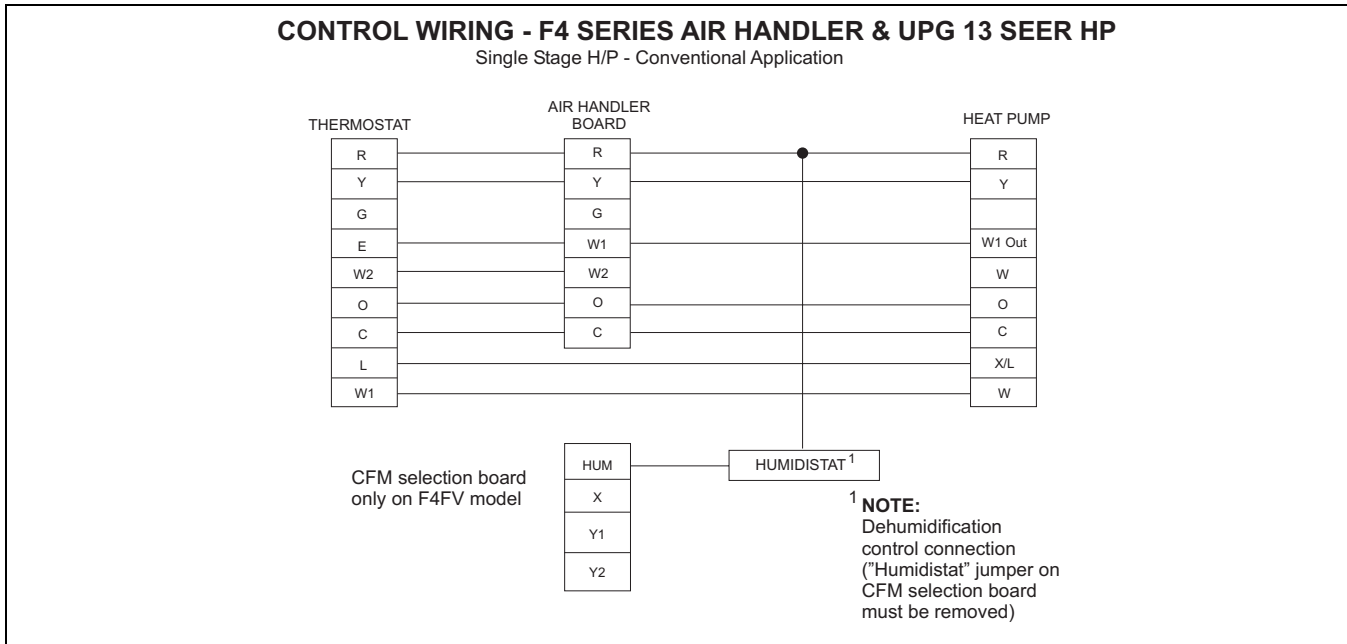 CONTROL WIRING - F4 SERIES AIR HANDLER & UPG 13 SEER HP
Single Stage H/P - Conventional Application
THERMOSTAT
R
Y
G
E
W2
O
C
L
W1
AIR HANDLER
BOARD
R
Y
G
W1
W2
O
C
HEAT PUMP
R
Y
W1 Out
W
O
C
X/L
W
CFM selection board
only on F4FV model
HUM
X
Y1
Y2
HUMIDISTAT 1
1 NOTE:
Dehumidification
control connection
("Humidistat" jumper on
CFM selection board
must be removed)